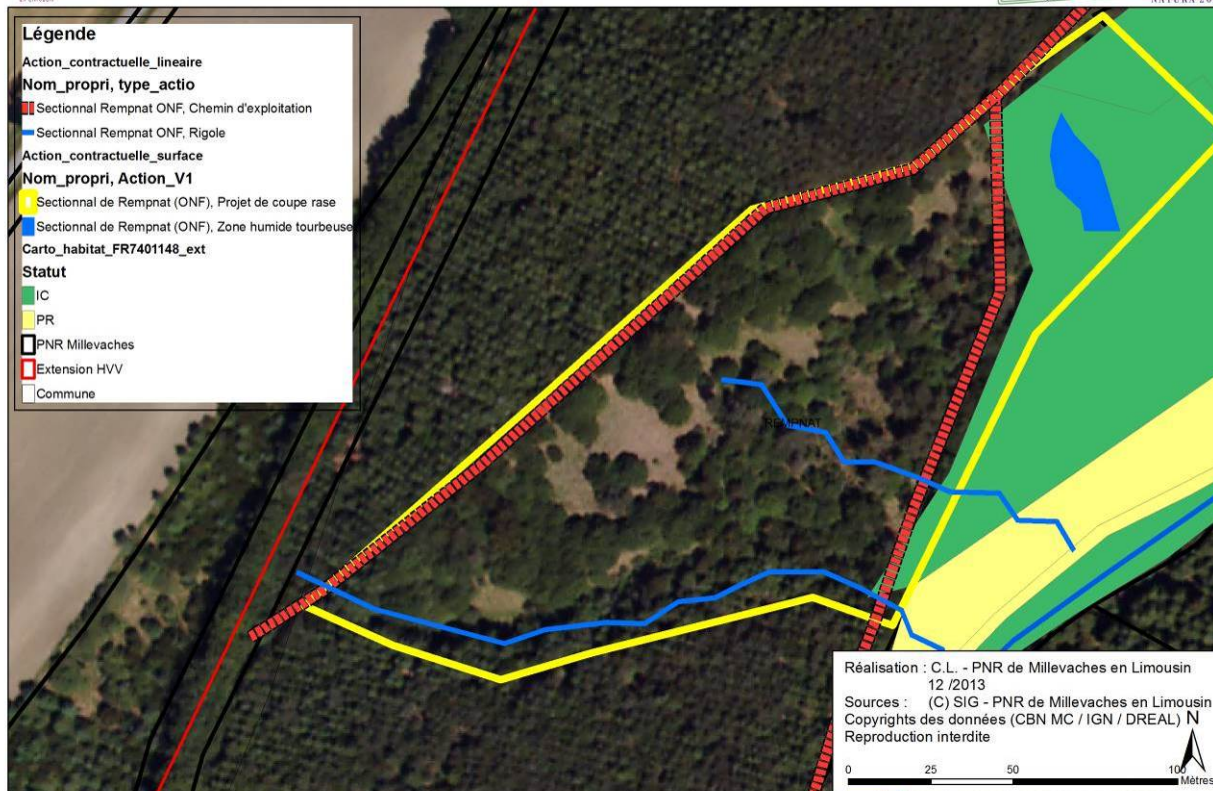 NATURA 20
Légende
Action_contractuelle_lineaire
Nom_propri, type_actio
Sectionnal Rempnat ONF, Chemin d'exploitation
Sectionnal Rempnat ONF, Rigole
Action_contractuelle_surface
Nom_propri, Action_V1
Sectionnal de Rempnat (ONF), Projet de coupe rase
Sectionnal de Rempnat (ONF), Zone humide tourbeuse
Carto_habitat_FR7401148_ext
Statut
IC
PR
PNR Millevaches
Extension HVV
Commune
REMPNAT
Réalisation : C.L. - PNR de Millevaches en Limousin
12 /2013
Sources : (C) SIG - PNR de Millevaches en Limousin
Copyrights des données (CBN MC / IGN / DREAL)
Reproduction interdite
N
0 25 50 100
Mètres